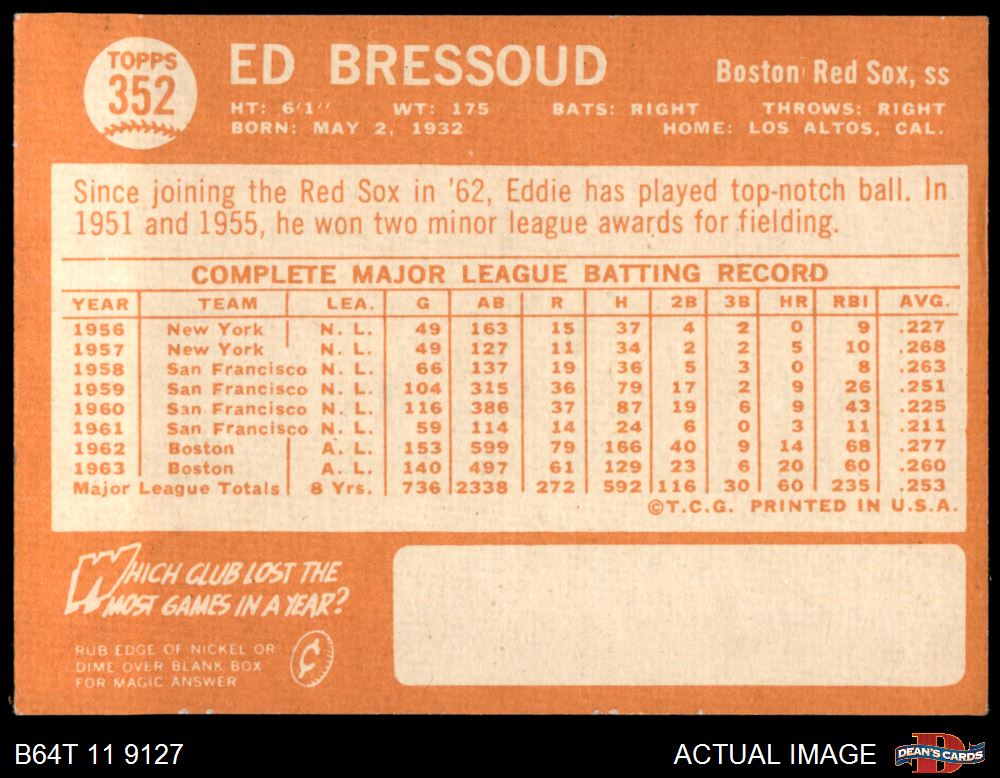 TOPPS
352
ED BRESSOUD
Boston Red Sox, SS
HT: 6'1" WT: 175 BATS: RIGHT THROWS: RIGHT
BORN: MAY 2, 1932 HOME: LOS ALTOS, CAL.
Since joining the Red Sox in '62, Eddie has played top-notch ball. In
1951 and 1955, he won two minor league awards for fielding.
COMPLETE MAJOR LEAGUE BATTING RECORD
YEAR TEAM LEA. G AB R H 2B 3B HR RBI AVG.
1956 New York N. L. 49 163 15 37 4 2 0 9 .227
1957 New York N. L. 49 127 11 34 2 2 5 10 .268
1958 San Francisco N. L. 66 137 19 36 5 3 0 8 .263
1959 San Francisco N. L. 104 315 36 79 17 2 9 26 .251
1960 San Francisco N. L. 116 386 37 87 19 6 9 43 .225
1961 San Francisco N. L. 59 114 14 24 6 0 3 11 .211
1962 Boston A. L. 153 599 79 166 40 9 14 68 .277
1963 Boston A. L. 140 497 61 129 23 6 20 60 .260
Major League Totals 8 Yrs. 736 2338 272 592 116 30 60 235 .253
©T.C.G. PRINTED IN U.S.A.
WHICH CLUB LOST THE
MOST GAMES IN A YEAR?
RUB EDGE OF NICKEL OR
DIME OVER BLANK BOX
FOR MAGIC ANSWER
¢
B64T 11 9127
ACTUAL IMAGE
DEAN'S CARDS